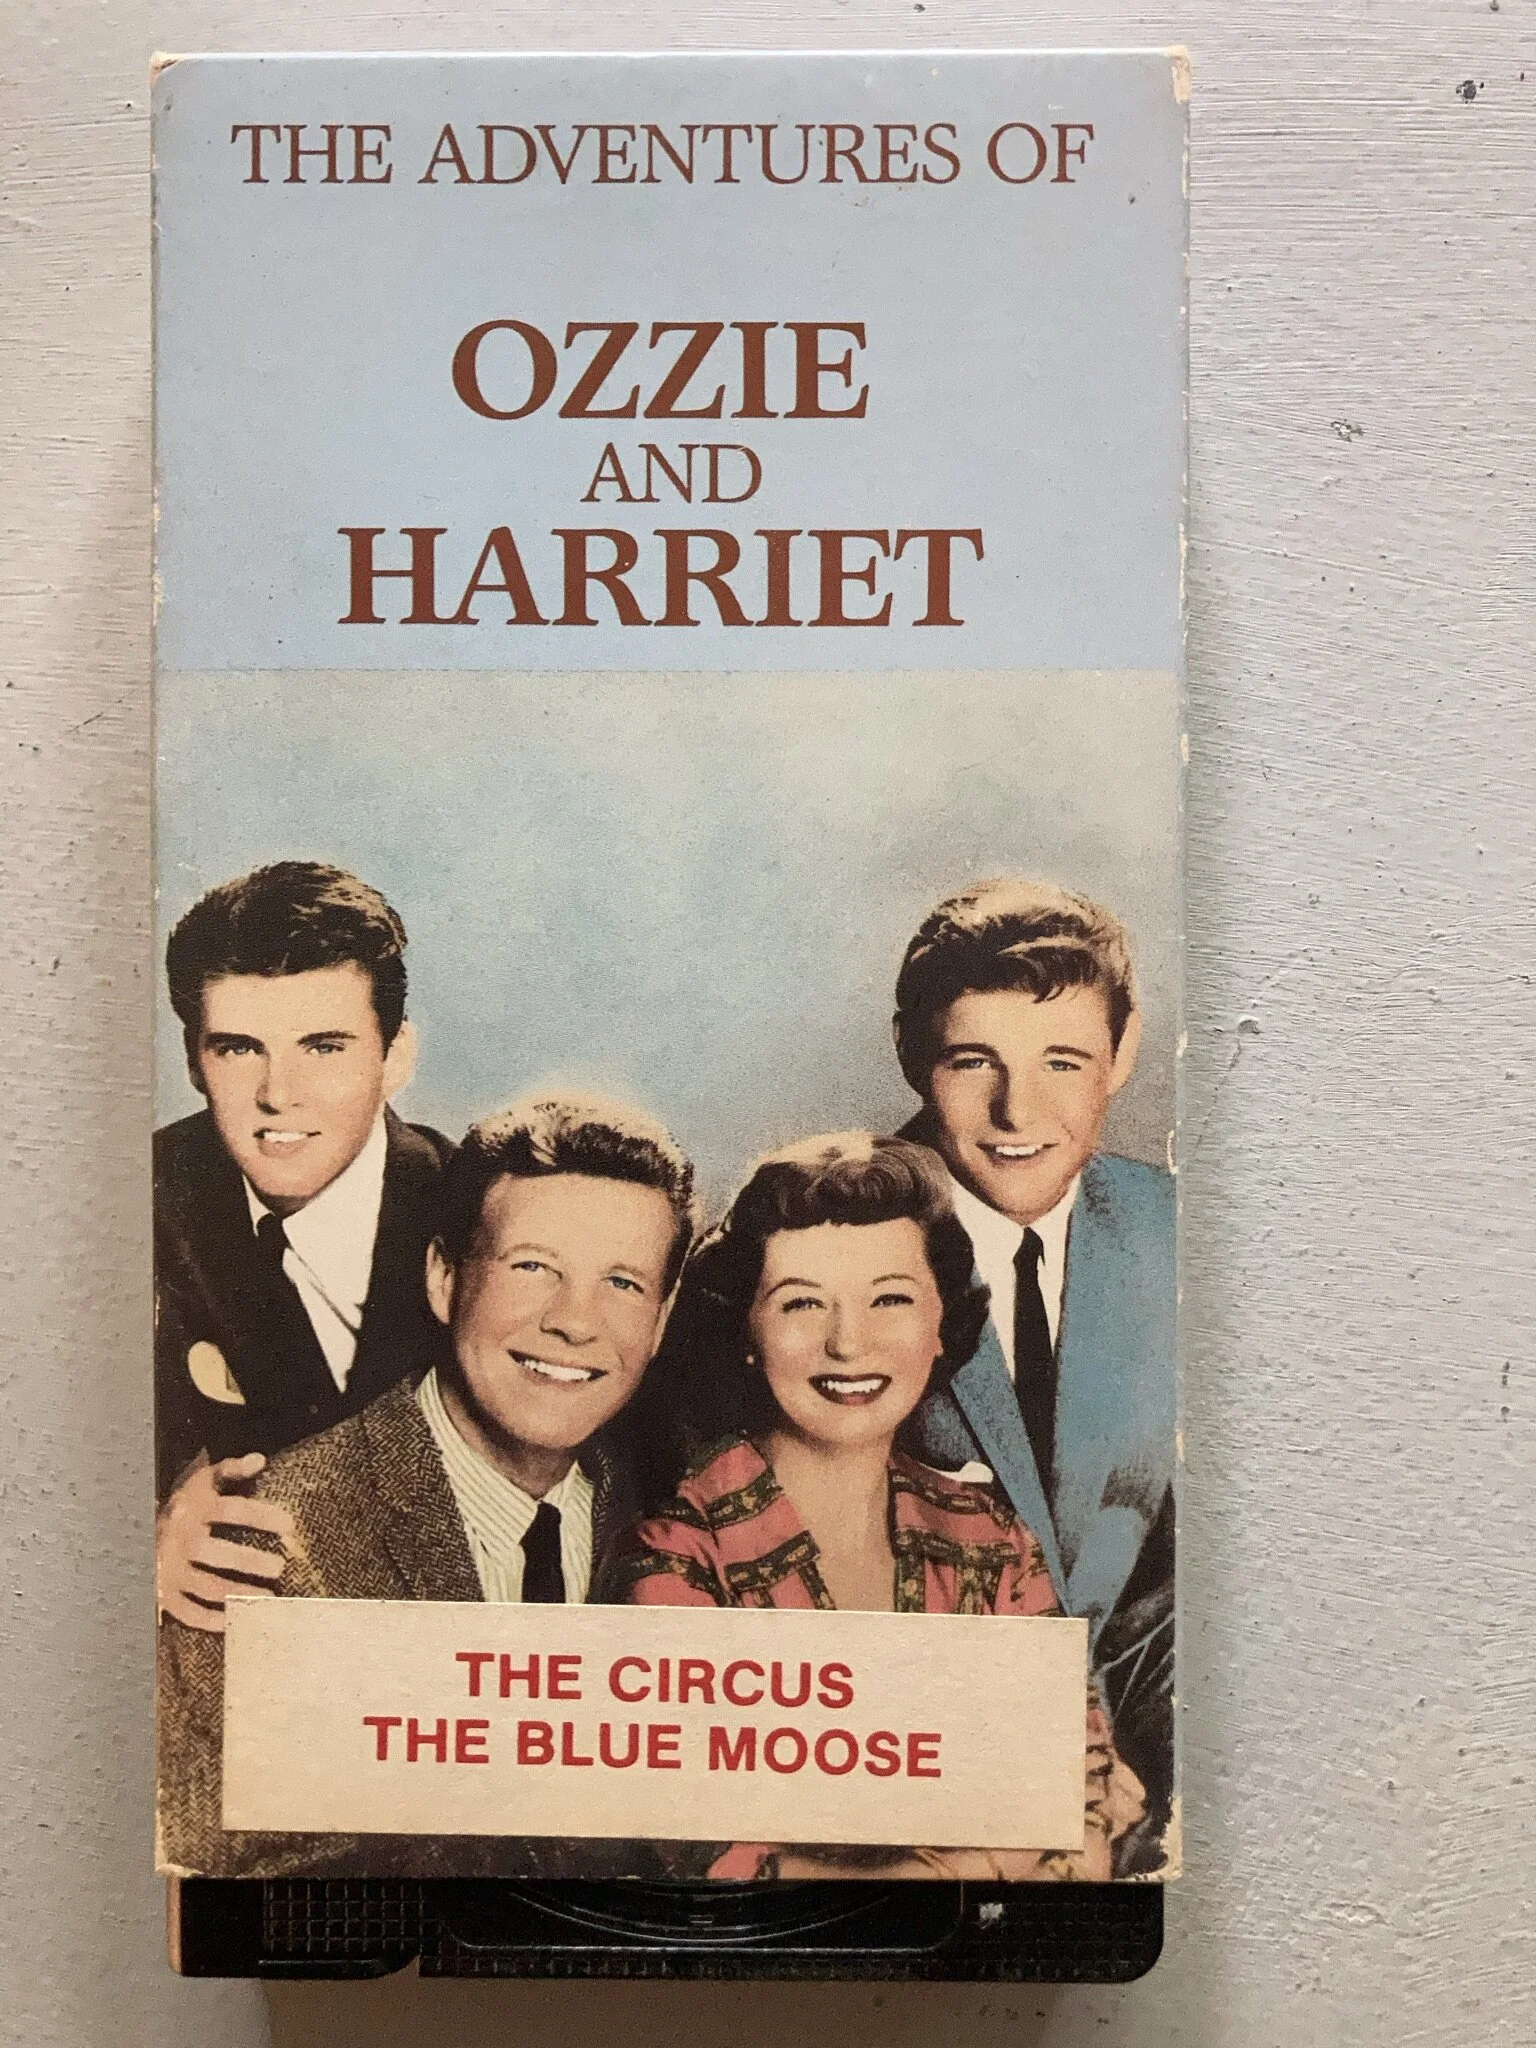 THE ADVENTURES OF
OZZIE
AND
HARRIET
THE CIRCUS
THE BLUE MOOSE